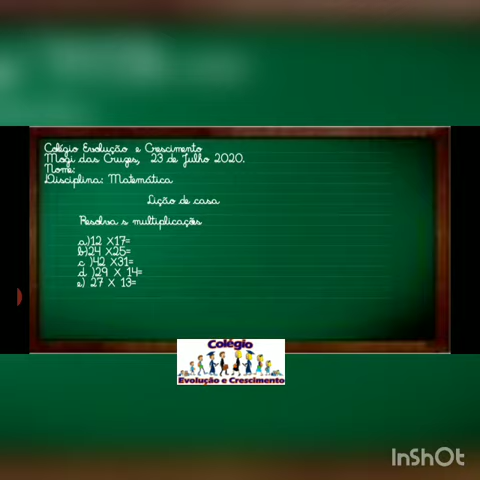 Colégio Evolução e Crescimento
Mogi das Cruzes, 23 de Julho 2020.
Nome:
Disciplina: Matemática
Lição de casa
Resolva s multiplicações
a)12 X17=
b)24 X25=
c )42 X31=
d )29 X 14=
e) 27 X 13=
Colégio
Evolução e Crescimento
InShOt